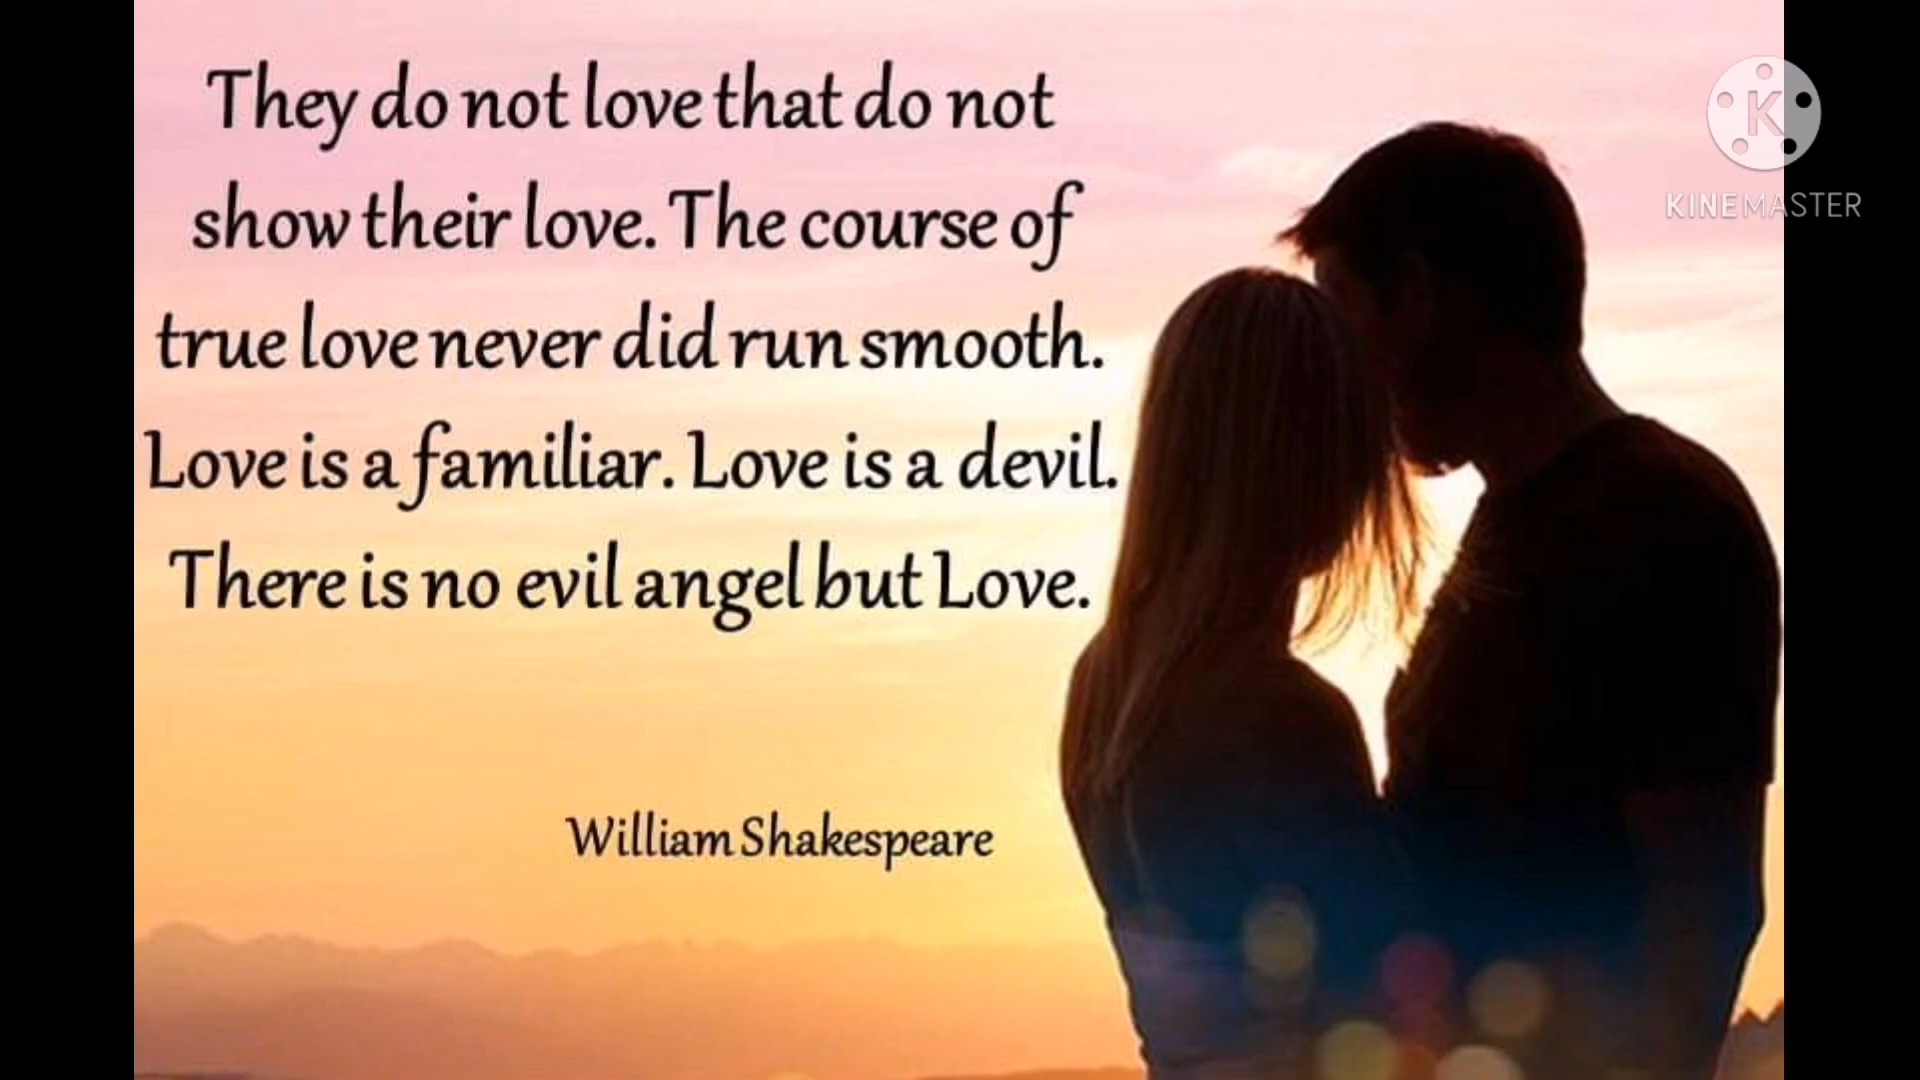 They do not love that do not
show their love. The course of
true love never did run smooth.
Love is a familiar. Love is a devil.
There is no evil angel but Love.
William Shakespeare
K
KINEMASTER